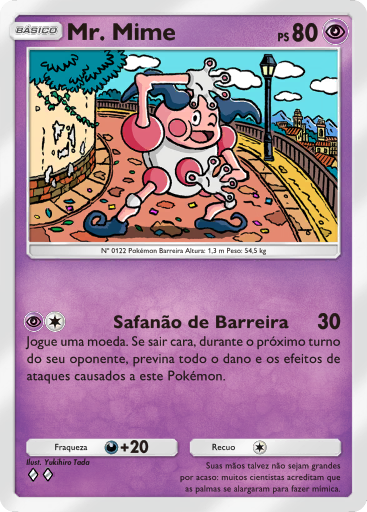 BÁSICO Mr. Mime PS 80
Nº 0122 Pokémon Barreira Altura: 1,3 m Peso: 54,5 kg
Safanão de Barreira 30
Jogue uma moeda. Se sair cara, durante o próximo turno
do seu oponente, previna todo o dano e os efeitos de
ataques causados a este Pokémon.
Fraqueza +20 Recuo
Ilust. Yukihiro Tada
Suas mãos talvez não sejam grandes
por acaso: muitos cientistas acreditam que
as palmas se alargaram para fazer mímica.